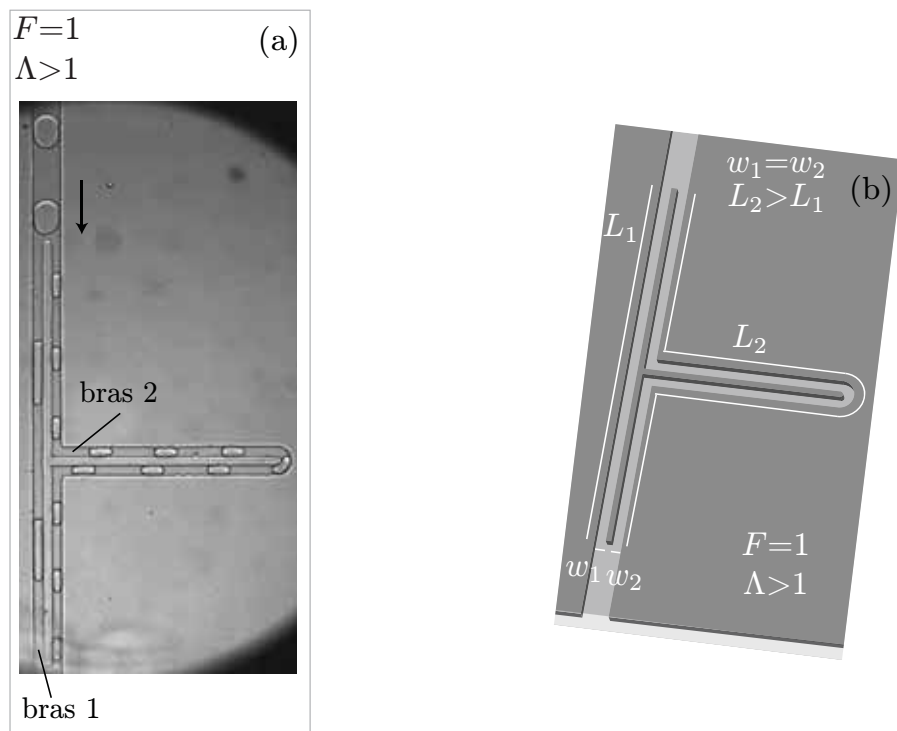 F=1
(a)
Λ>1
bras 2
bras 1
w₁=w₂
L₂>L₁
(b)
L₁
L₂
F=1
Λ>1
w₁
w₂